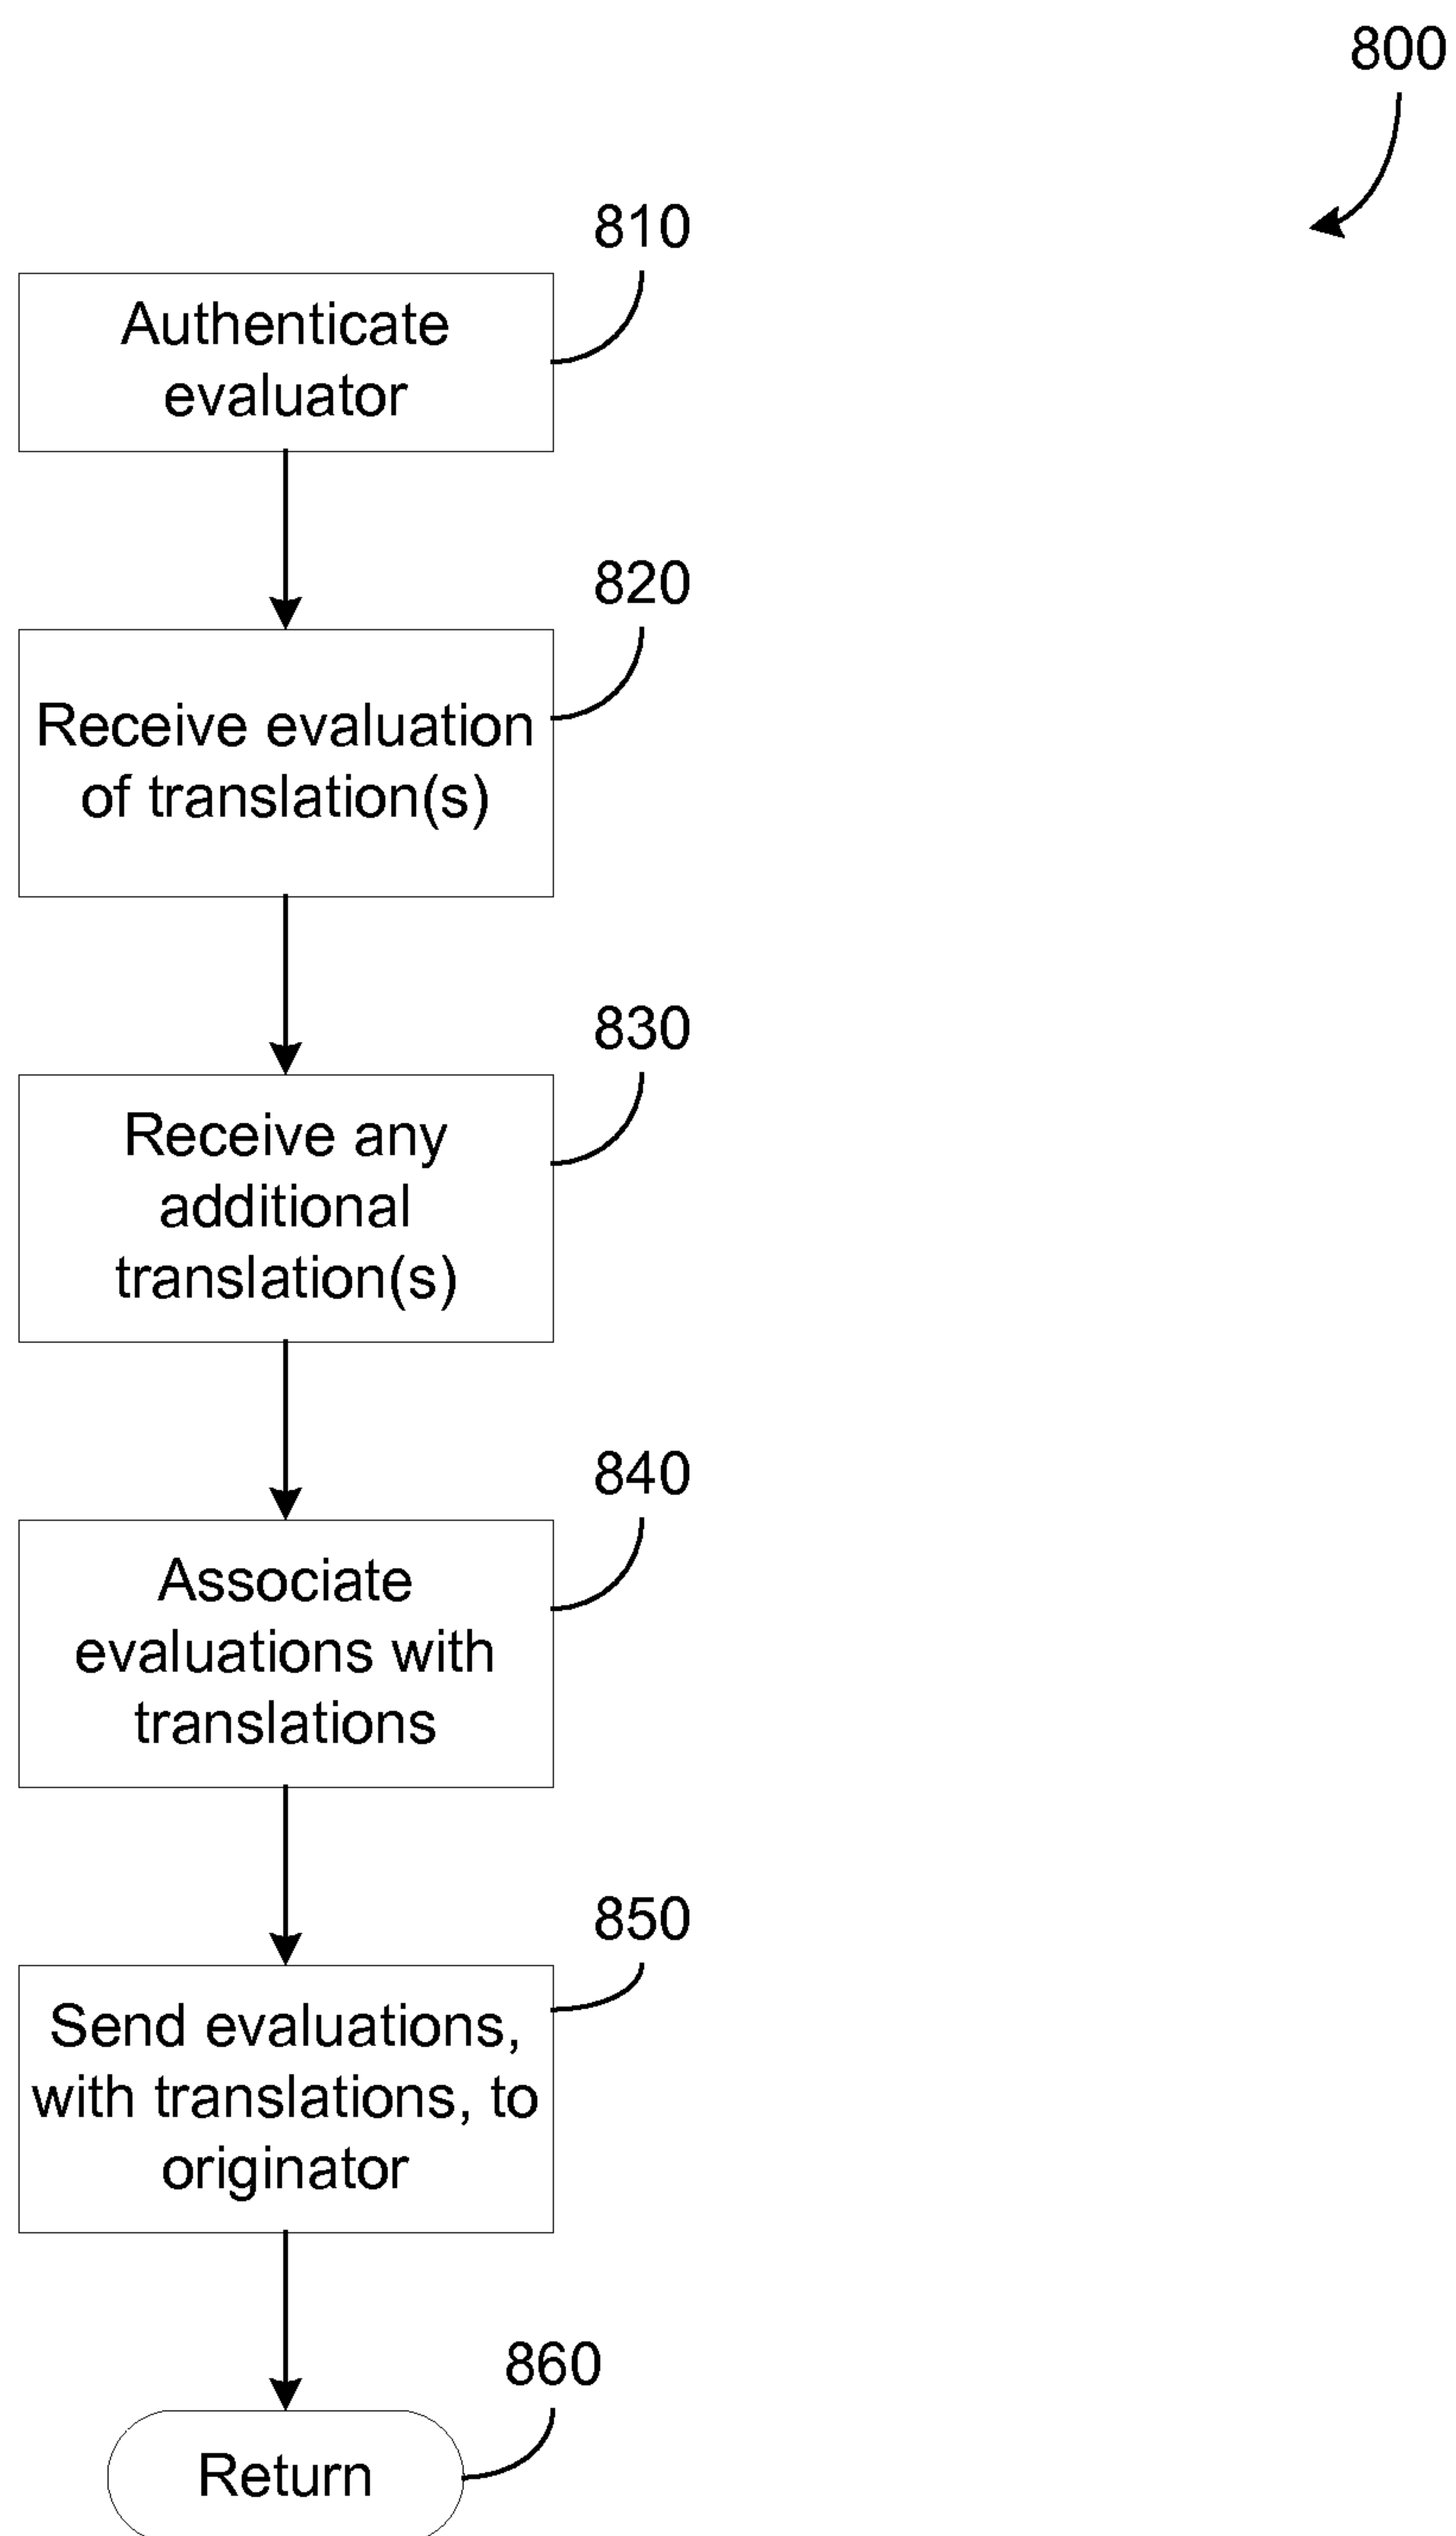 800
810
Authenticate
evaluator
820
Receive evaluation
of translation(s)
830
Receive any
additional
translation(s)
840
Associate
evaluations with
translations
850
Send evaluations,
with translations, to
originator
860
Return